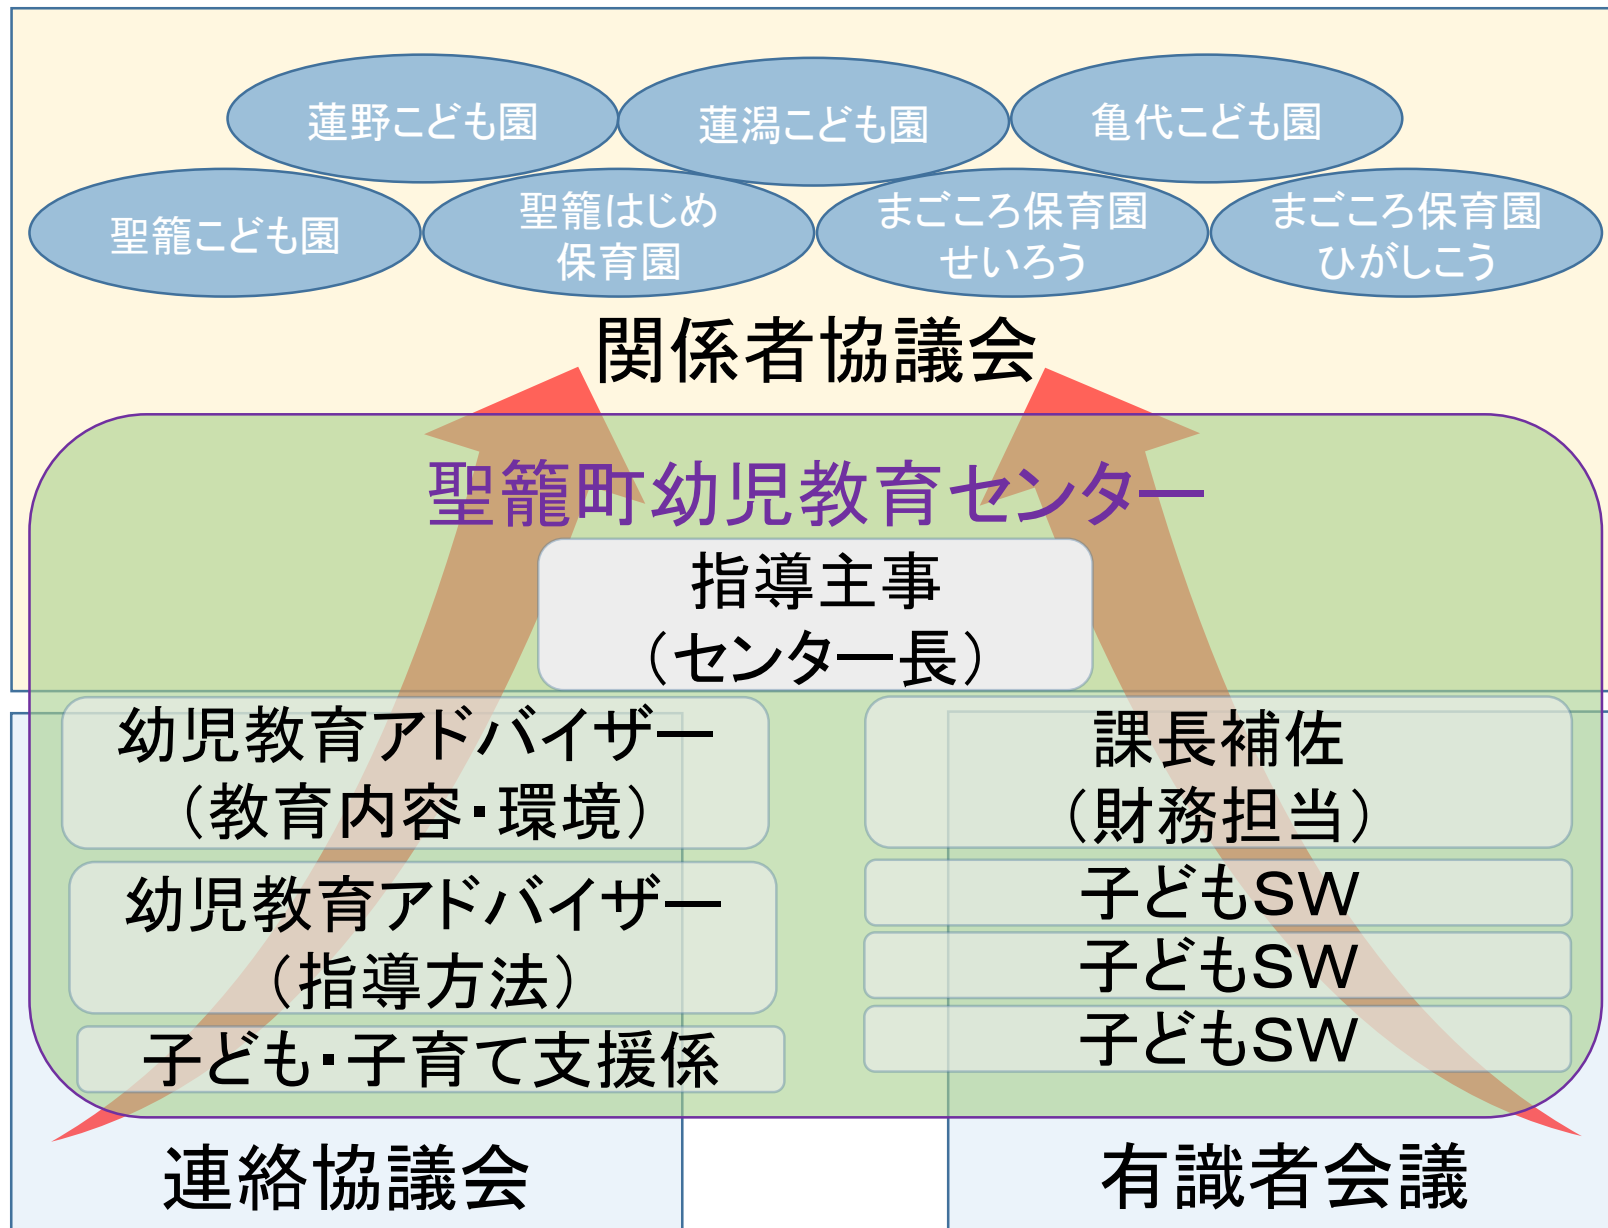 蓮野こども園
蓮潟こども園
亀代こども園
聖籠こども園
聖籠はじめ
保育園
まごころ保育園
せいろう
まごころ保育園
ひがしこう
関係者協議会
聖籠町幼児教育センター
指導主事
（センター長）
幼児教育アドバイザー
（教育内容・環境）
幼児教育アドバイザー
（指導方法）
子ども・子育て支援係
課長補佐
（財務担当）
子どもSW
子どもSW
子どもSW
連絡協議会
有識者会議